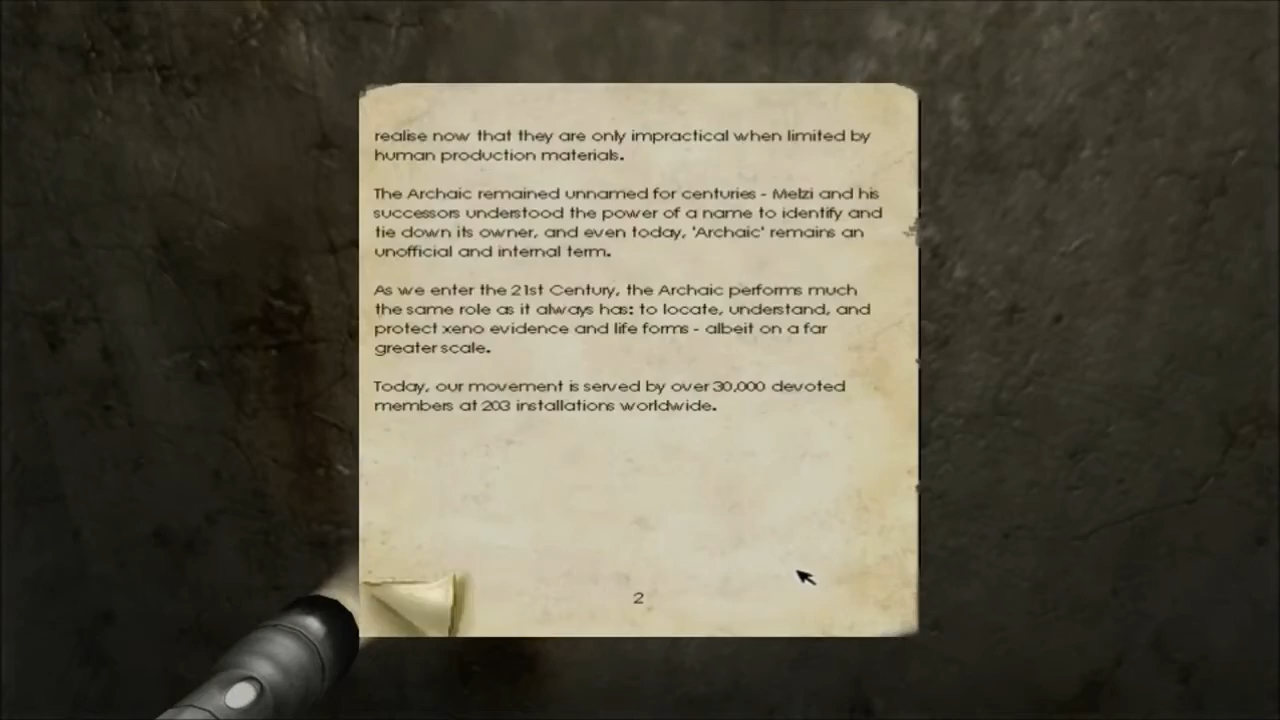 realise now that they are only impractical when limited by
human production materials.
The Archaic remained unnamed for centuries - Melzi and his
successors understood the power of a name to identify and
tie down its owner, and even today, 'Archaic' remains an
unofficial and internal term.
As we enter the 21st Century, the Archaic performs much
the same role as it always has: to locate, understand, and
protect xeno evidence and life forms - albeit on a far
greater scale.
Today, our movement is served by over 30,000 devoted
members at 203 installations worldwide.
2